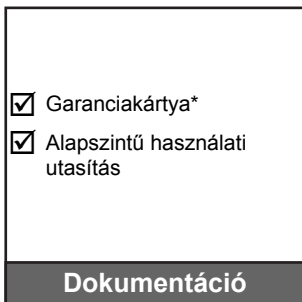 Garanciakártya*
Alapszintű használati
utasítás
Dokumentáció